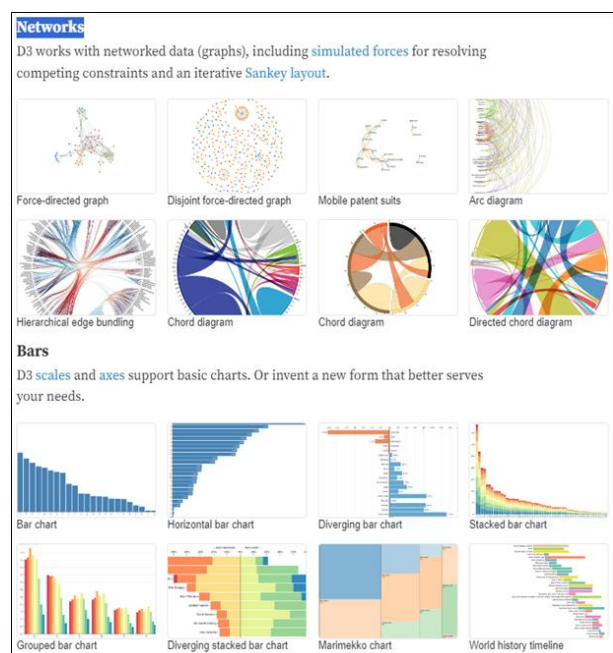 Networks
D3 works with networked data (graphs), including simulated forces for resolving
competing constraints and an iterative Sankey layout.
Force-directed graph
Disjoint force-directed graph
Mobile patent suits
Arc diagram
Hierarchical edge bundling
Chord diagram
Chord diagram
Directed chord diagram
Bars
D3 scales and axes support basic charts. Or invent a new form that better serves
your needs.
Bar chart
Horizontal bar chart
Diverging bar chart
Stacked bar chart
Grouped bar chart
Diverging stacked bar chart
Marimekko chart
World history timeline